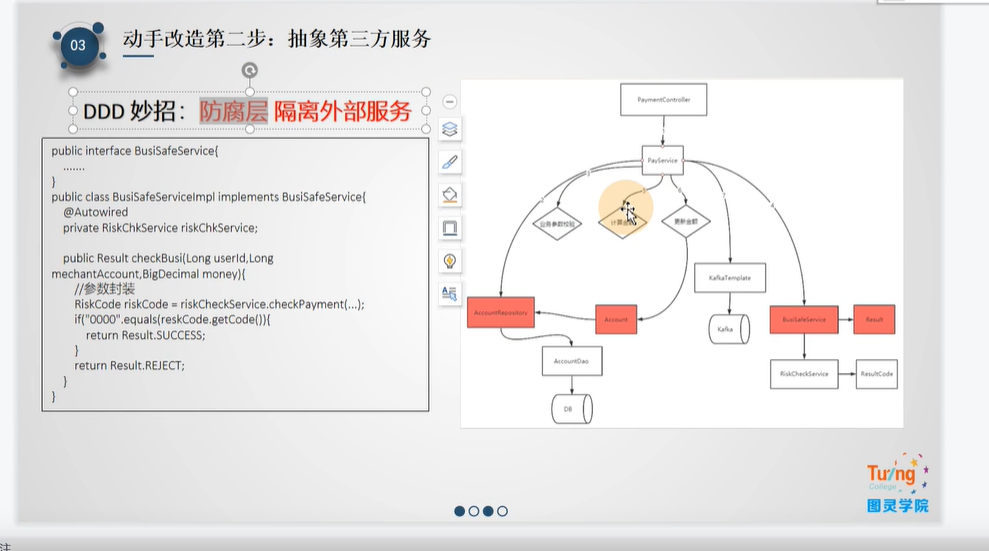 03
动手改造第二步：抽象第三方服务
DDD 妙招：防腐层 隔离外部服务
public interface BusiSafeService{
.......
}
public class BusiSafeServiceImpl implements BusiSafeService{
@Autowired
private RiskChkService riskChkService;
public Result checkBusi(Long userId,Long
mechantAccount,BigDecimal money){
//参数封装
RiskCode riskCode = riskCheckService.checkPayment(...);
if("0000".equals(reskCode.getCode()){
return Result.SUCCESS;
}
return Result.REJECT;
}
}
PaymentController
1
PayService
3
5
6
7
4
业务参数校验
计算
更新金额
KafkaTemplate
AccountRepository
Account
Kafka
BusiSafeService
Result
AccountDao
RiskCheckService
ResultCode
DB
Tu/ng
College
图灵学院
注